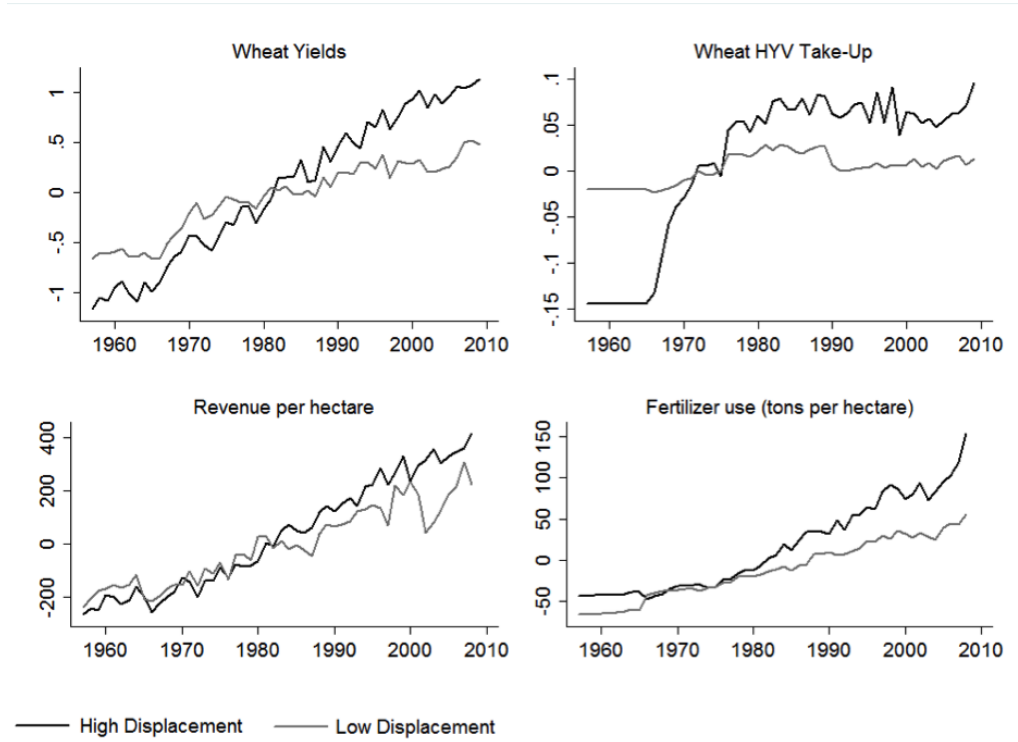 Wheat Yields
1
.5
0
-.5
-1
1960 1970 1980 1990 2000 2010
Wheat HYV Take-Up
.1
.05
0
-.05
-.1
-.15
1960 1970 1980 1990 2000 2010
Revenue per hectare
400
200
0
-200
1960 1970 1980 1990 2000 2010
Fertilizer use (tons per hectare)
150
100
50
0
-50
1960 1970 1980 1990 2000 2010
High Displacement Low Displacement